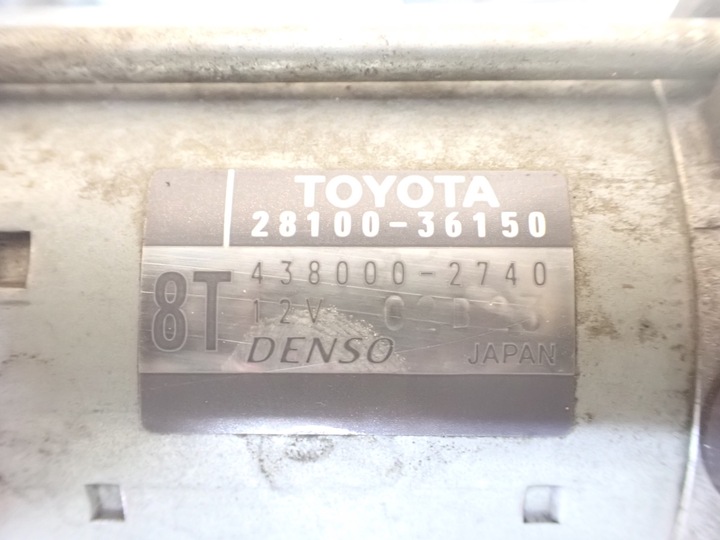 TOYOTA
28100-36150
8T
438000-2740
12V
DENSO
JAPAN